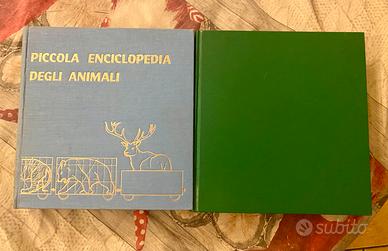 PICCOLA ENCICLOPEDIA
DEGLI ANIMALI
subito